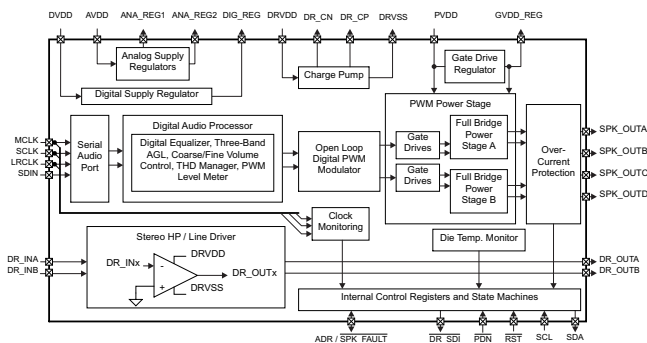 DVDD
AVDD
ANA_REG1
ANA_REG2
DIG_REG
DRVDD
DR_CN
DR_CP
DRVSS
PVDD
GVDD_REG
Analog Supply
Regulators
Charge Pump
Gate Drive
Regulator
Digital Supply Regulator
PWM Power Stage
MCLK
SCLK
LRCLK
SDIN
Serial
Audio
Port
Digital Audio Processor
Digital Equalizer, Three-Band
AGL, Coarse/Fine Volume
Control, THD Manager, PWM
Level Meter
Open Loop
Digital PWM
Modulator
Gate
Drives
Gate
Drives
Full Bridge
Power
Stage A
Full Bridge
Power
Stage B
Over-
Current
Protection
SPK_OUTA
SPK_OUTB
SPK_OUTC
SPK_OUTD
Clock
Monitoring
Die Temp. Monitor
Stereo HP / Line Driver
DR_INA
DR_INB
DR_INx
DRVDD
-
+
DR_OUTx
DRVSS
DR_OUTA
DR_OUTB
Internal Control Registers and State Machines
ADR / SPK_FAULT
DR_SDI
PDN
RST
SCL
SDA